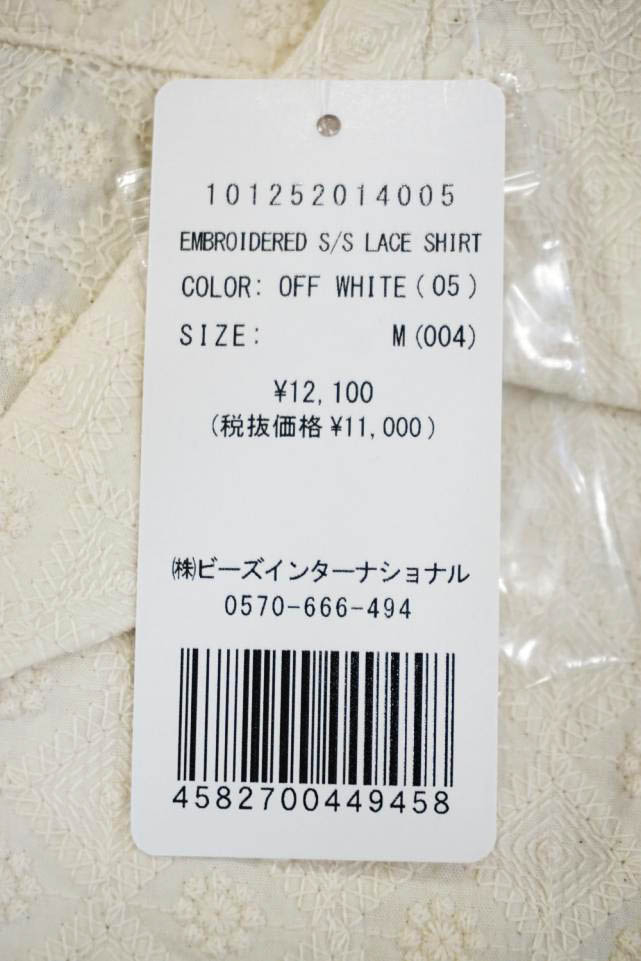 101252014005
EMBROIDERED S/S LACE SHIRT
COLOR: OFF WHITE(05)
SIZE: M(004)
¥12,100
(税抜価格 ¥11,000)
㈱ビーズインターナショナル
0570-666-494
4582700449458